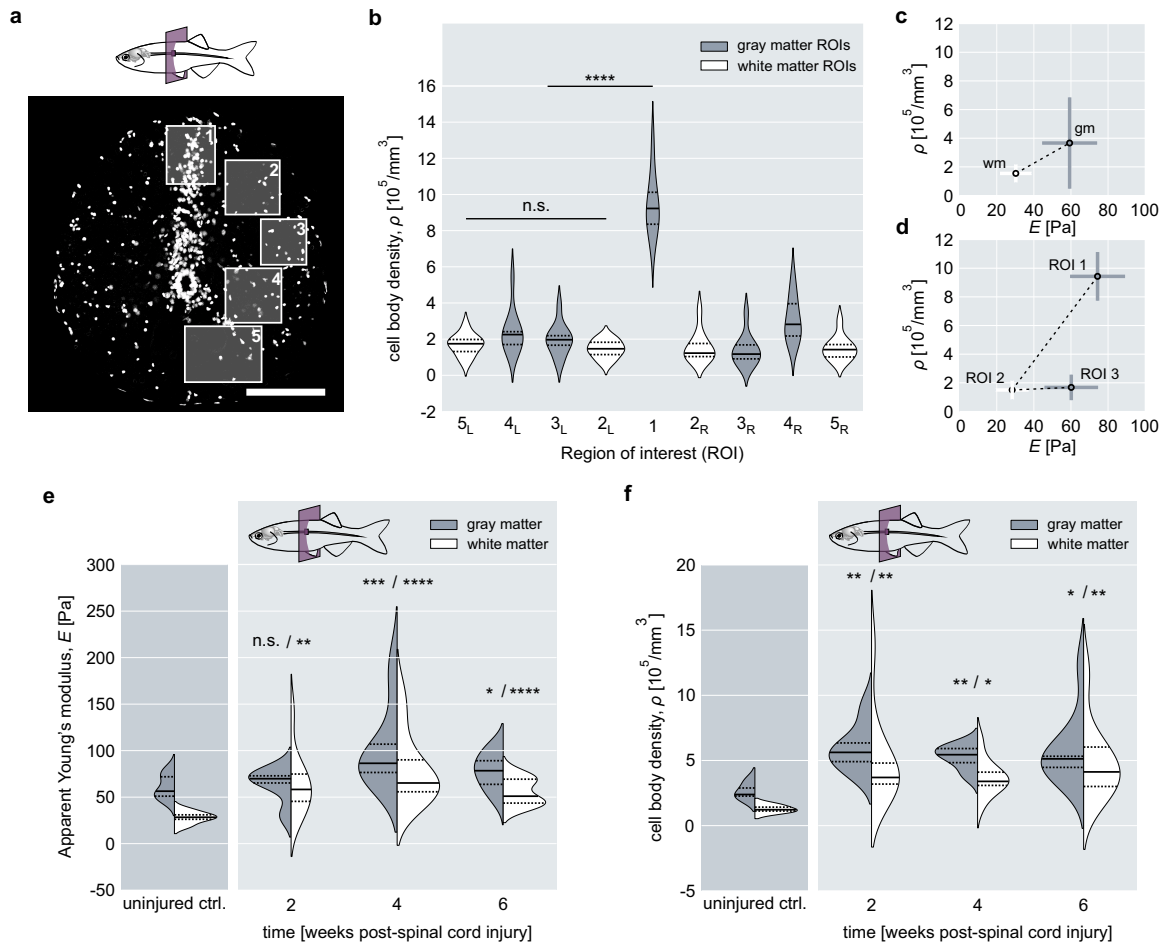 a
1
2
3
4
5
b
gray matter ROIs
white matter ROIs
****
n.s.
16
14
12
10
8
6
4
2
0
-2
cell body density, ρ [10⁵/mm³]
5L 4L 3L 2L 1 2R 3R 4R 5R
Region of interest (ROI)
c
12
10
8
6
4
2
0
ρ [10⁵/mm³]
wm
gm
0 20 40 60 80 100
E [Pa]
d
12
10
8
6
4
2
0
ρ [10⁵/mm³]
ROI 1
ROI 2
ROI 3
0 20 40 60 80 100
E [Pa]
e
gray matter
white matter
300
250
200
150
100
50
0
-50
Apparent Young's modulus, E [Pa]
n.s. / **
*** / ****
* / ****
uninjured ctrl. 2 4 6
time [weeks post-spinal cord injury]
f
gray matter
white matter
20
15
10
5
0
-5
cell body density, ρ [10⁵/mm³]
** / **
** / *
* / **
uninjured ctrl. 2 4 6
time [weeks post-spinal cord injury]